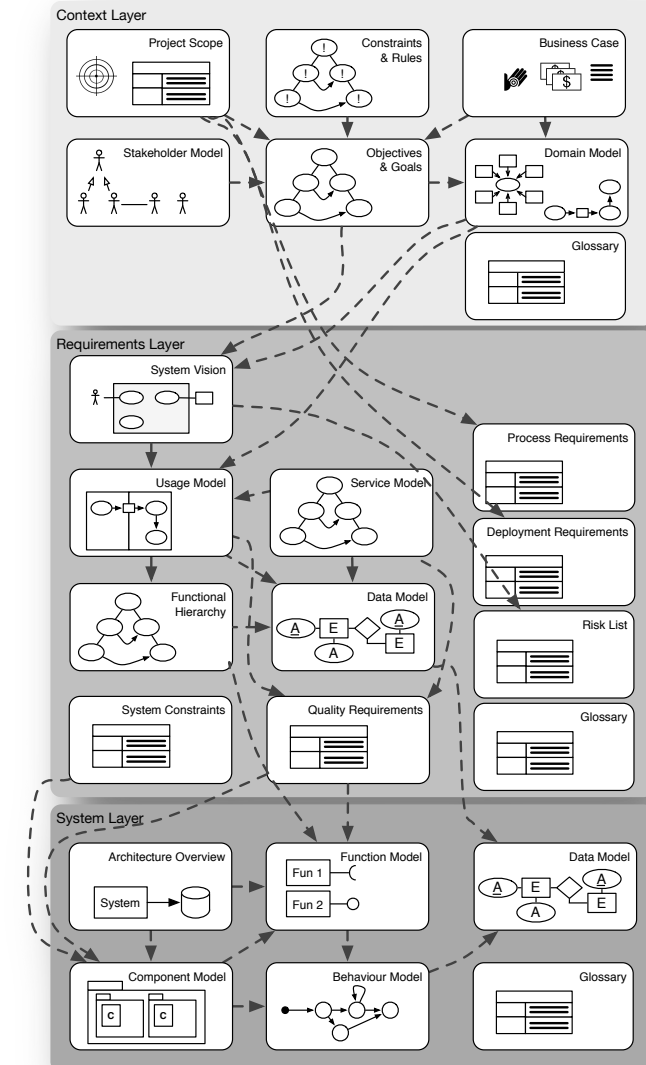 Context Layer
Project Scope
Constraints
& Rules
! ! ! ! !
Business Case
$
Stakeholder Model
Objectives
& Goals
Domain Model
Glossary
Requirements Layer
System Vision
Process Requirements
Usage Model
Service Model
Deployment Requirements
Functional
Hierarchy
Data Model
A E A A E
Risk List
System Constraints
Quality Requirements
Glossary
System Layer
Architecture Overview
System
Function Model
Fun 1
Fun 2
Data Model
A E A A E
Component Model
C C
Behaviour Model
Glossary